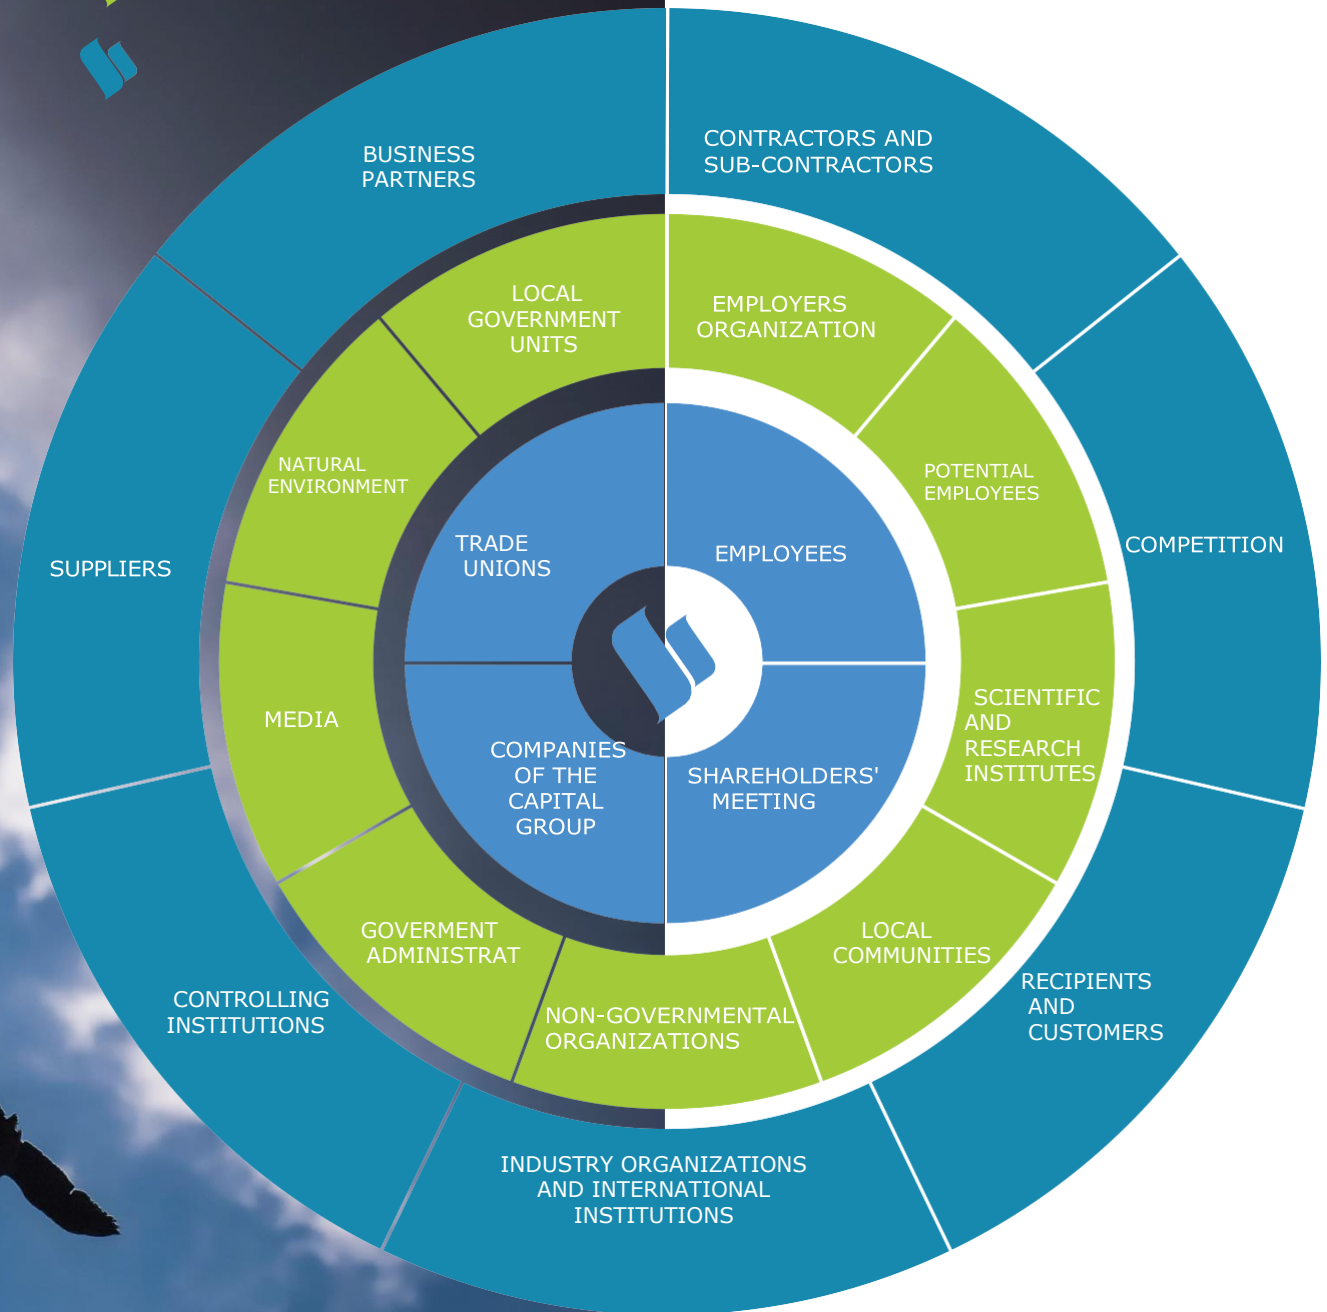 BUSINESS
PARTNERS
CONTRACTORS AND
SUB-CONTRACTORS
LOCAL
GOVERNMENT
UNITS
EMPLOYERS
ORGANIZATION
NATURAL
ENVIRONMENT
POTENTIAL
EMPLOYEES
SUPPLIERS
TRADE
UNIONS
EMPLOYEES
COMPETITION
MEDIA
COMPANIES
OF THE
CAPITAL
GROUP
SHAREHOLDERS'
MEETING
SCIENTIFIC
AND
RESEARCH
INSTITUTES
GOVERMENT
ADMINISTRAT
LOCAL
COMMUNITIES
CONTROLLING
INSTITUTIONS
NON-GOVERNMENTAL
ORGANIZATIONS
RECIPIENTS
AND
CUSTOMERS
INDUSTRY ORGANIZATIONS
AND INTERNATIONAL
INSTITUTIONS